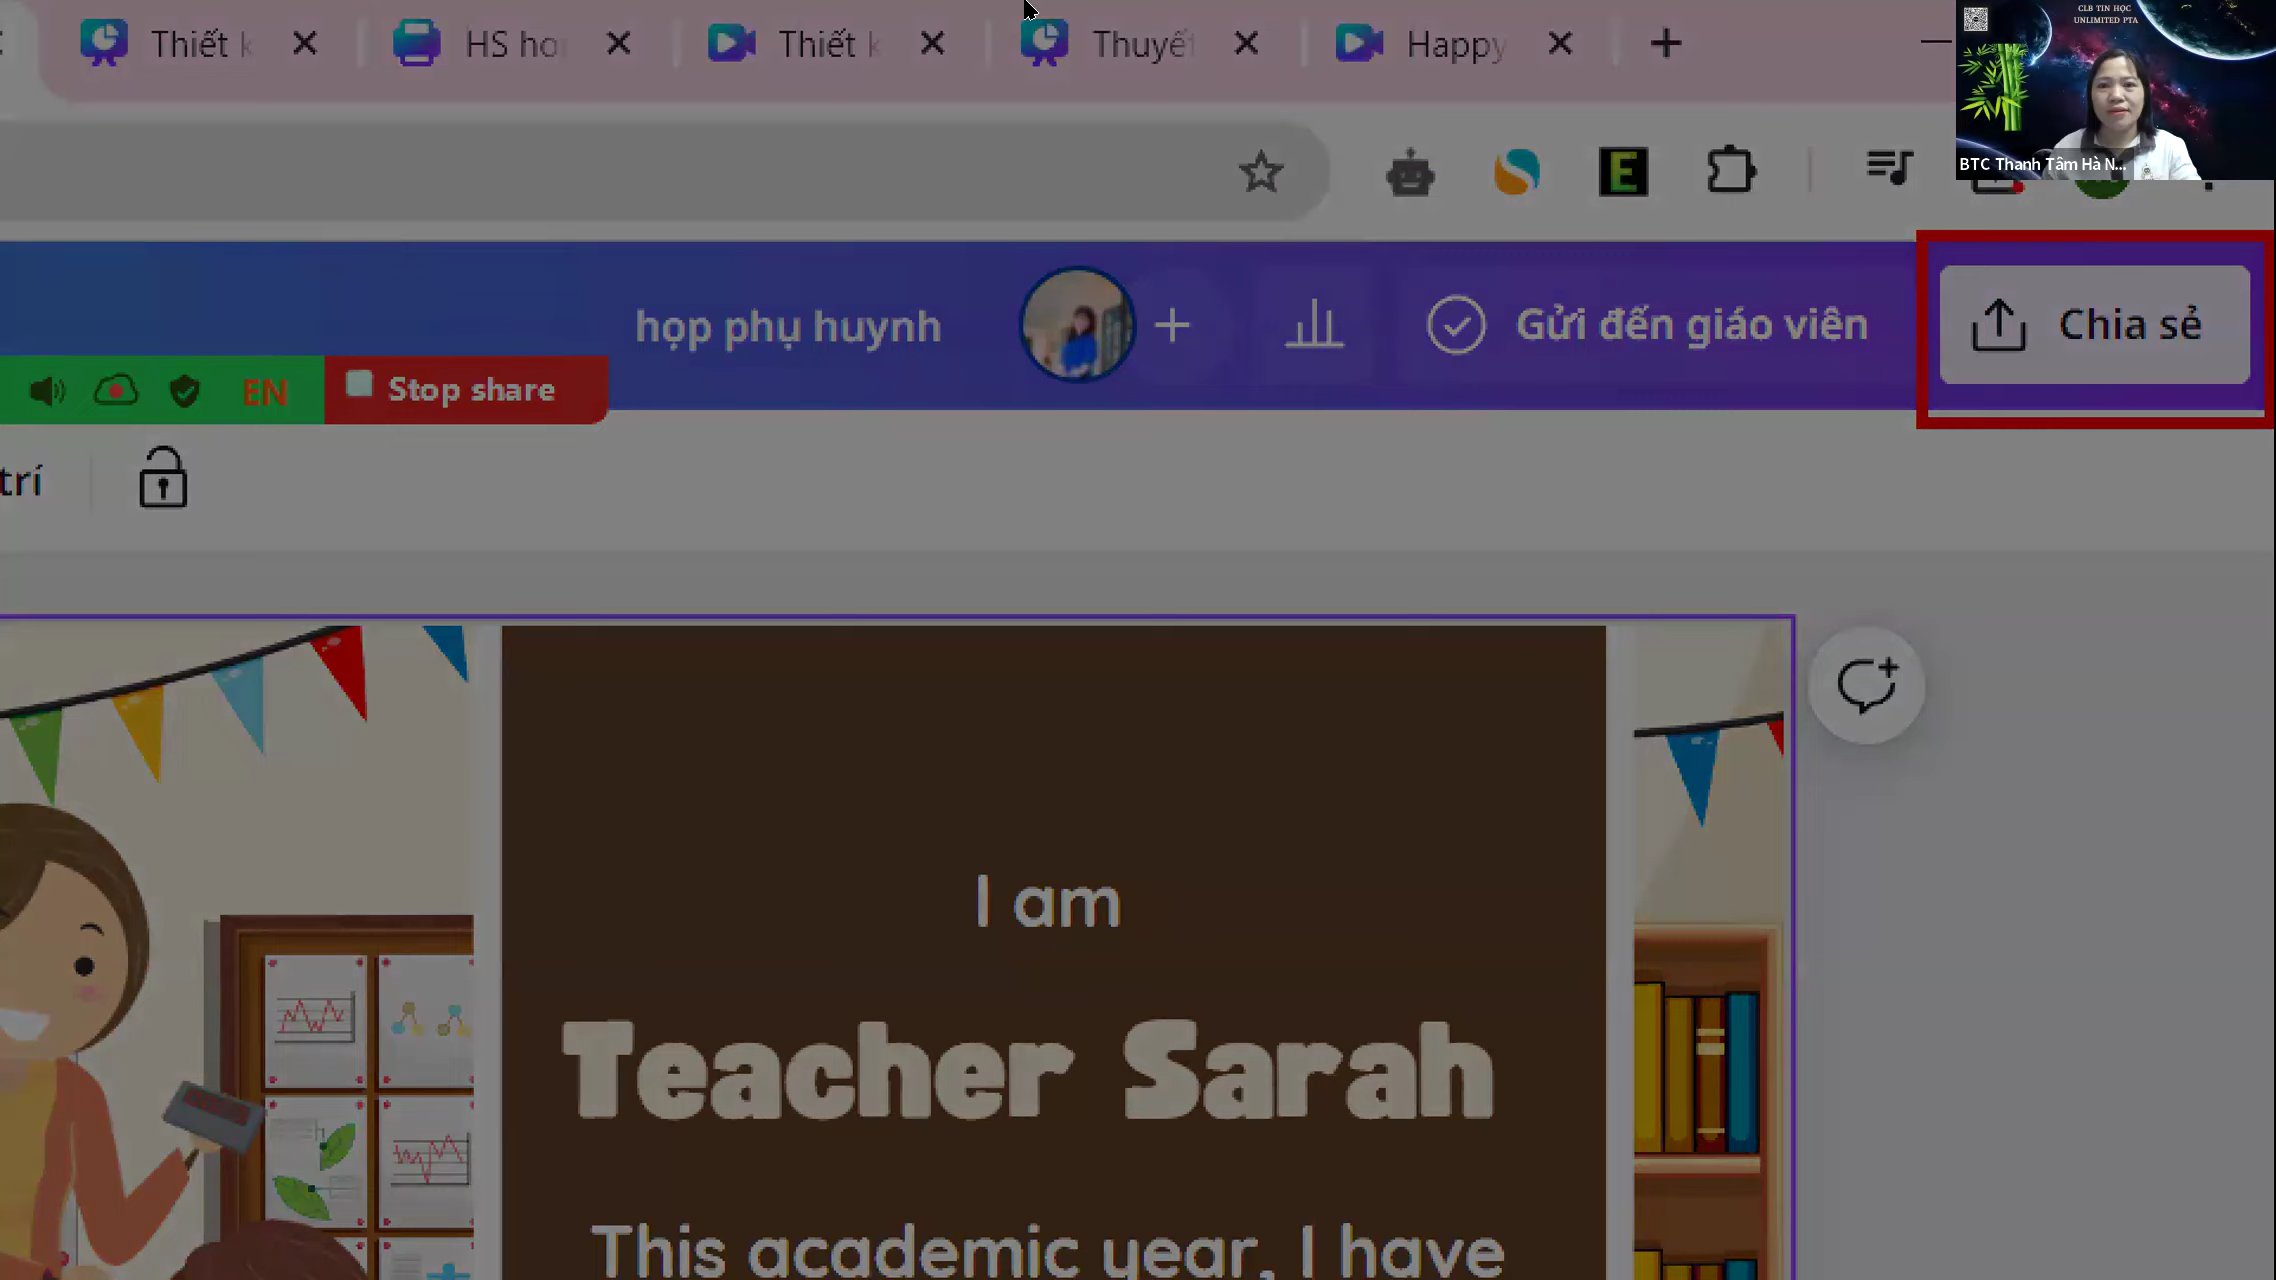 Thiết k
HS họ
Thiết k
Thuyết
Happy
CLB TIN HỌC
UNLIMITED PTA
BTC Thanh Tâm Hà N...
E
họp phụ huynh
Gửi đến giáo viên
Chia sẻ
EN
Stop share
trí
I am
Teacher Sarah
This academic year, I have